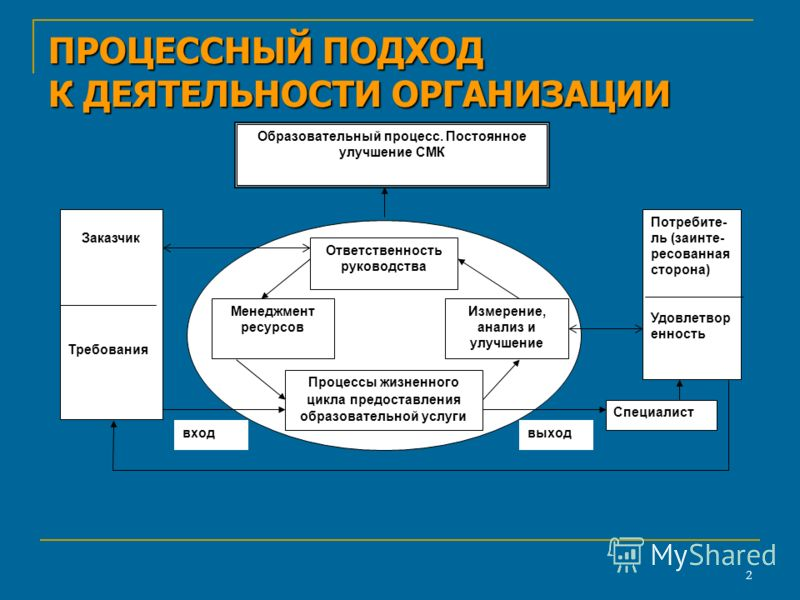 ПРОЦЕССНЫЙ ПОДХОД
К ДЕЯТЕЛЬНОСТИ ОРГАНИЗАЦИИ
Образовательный процесс. Постоянное
улучшение СМК
Заказчик
Требования
Ответственность
руководства
Менеджмент
ресурсов
Измерение,
анализ и
улучшение
Процессы жизненного
цикла предоставления
образовательной услуги
Потребите-
ль (заинте-
ресованная
сторона)
Удовлетвор
енность
Специалист
вход
выход
MyShared
2